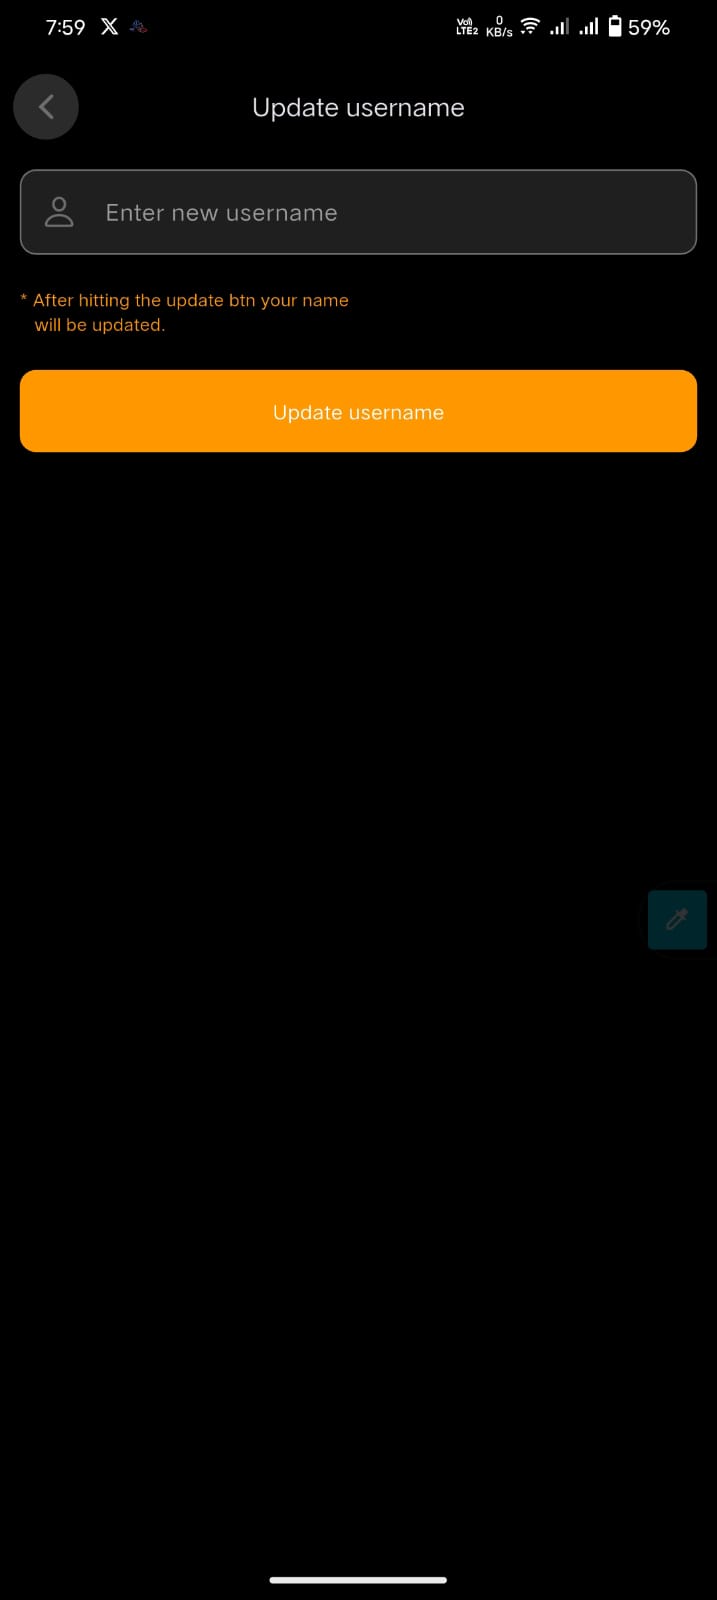 7:59 X Vo)) LTE2 0 KB/s 59%
Update username
Enter new username
* After hitting the update btn your name
will be updated.
Update username